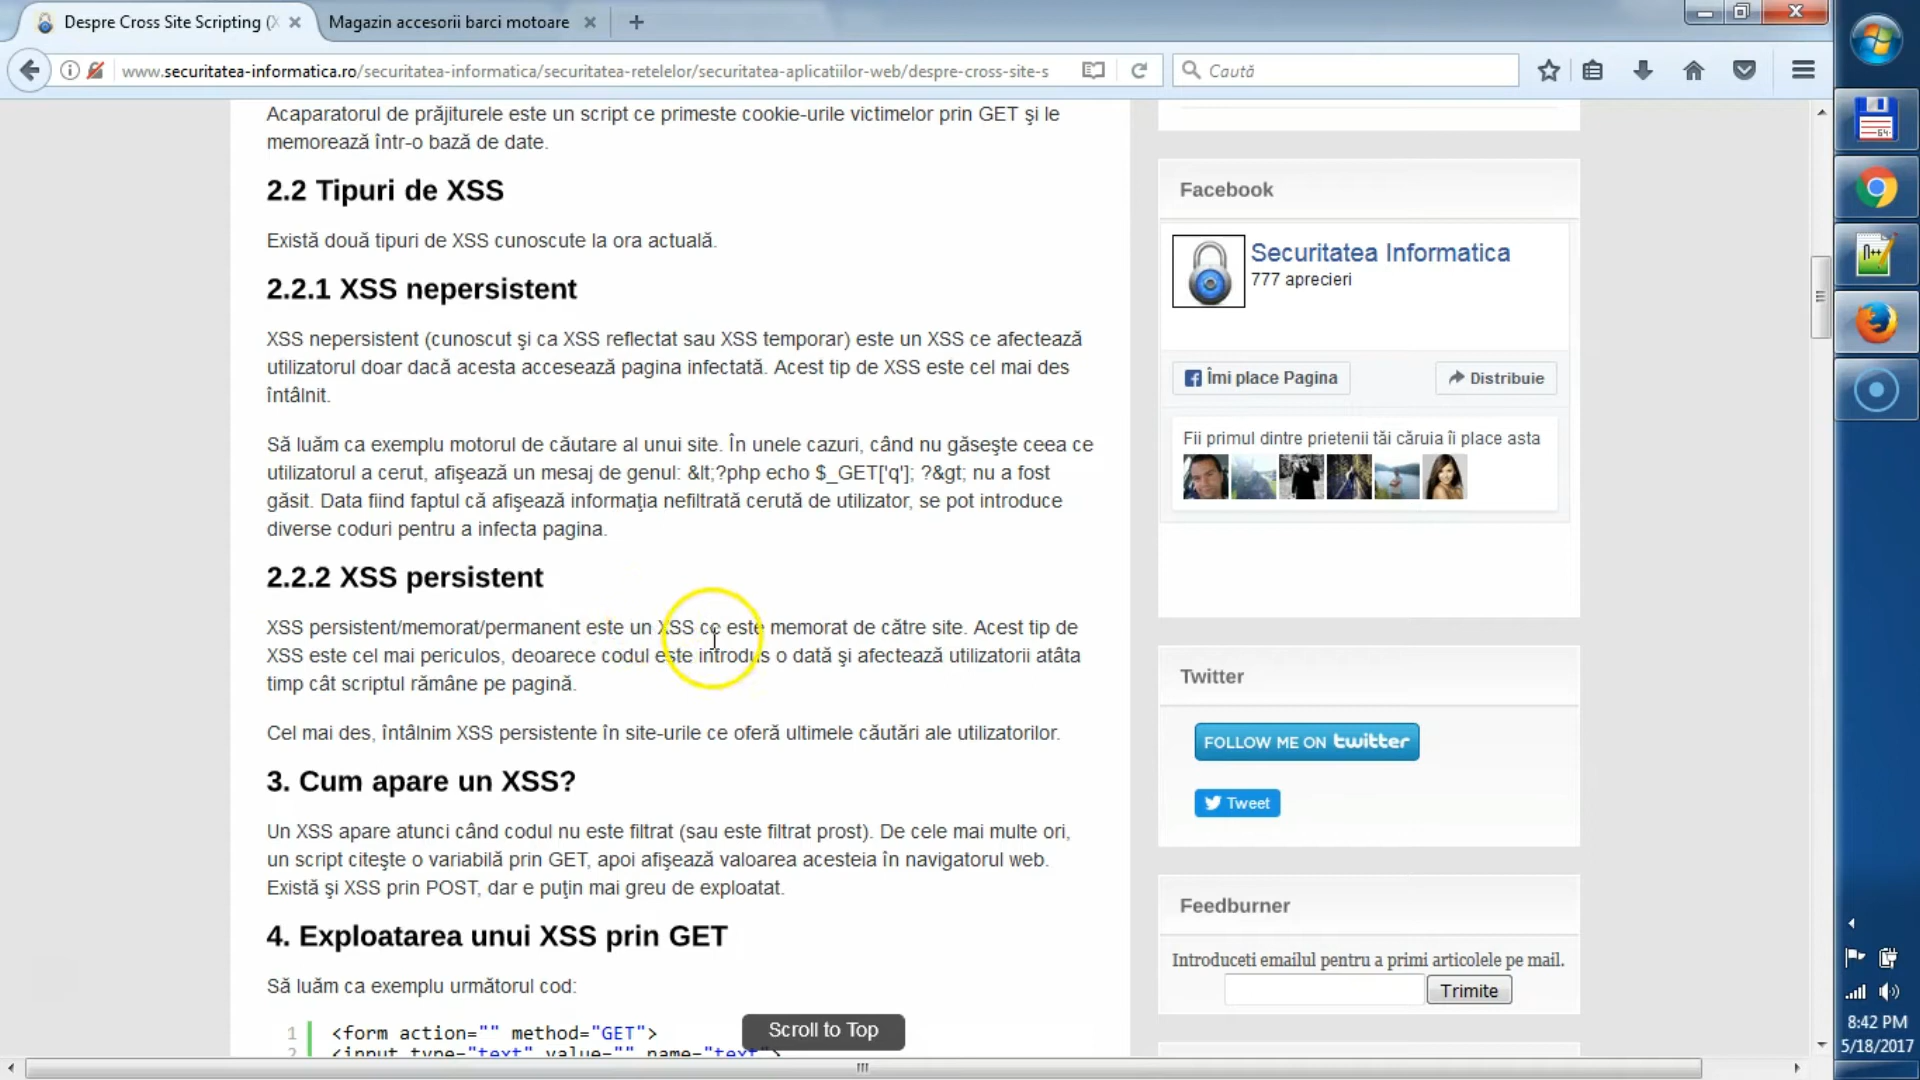 Despre Cross Site Scripting (X
Magazin accesorii barci motoare
www.securitatea-informatica.ro/securitatea-informatica/securitatea-retelelor/securitatea-aplicatiilor-web/despre-cross-site-s
Caută
Acaparatorul de prăjiturele este un script ce primeste cookie-urile victimelor prin GET şi le
memorează într-o bază de date.
2.2 Tipuri de XSS
Există două tipuri de XSS cunoscute la ora actuală.
2.2.1 XSS nepersistent
XSS nepersistent (cunoscut şi ca XSS reflectat sau XSS temporar) este un XSS ce afectează
utilizatorul doar dacă acesta accesează pagina infectată. Acest tip de XSS este cel mai des
întâlnit.
Să luăm ca exemplu motorul de căutare al unui site. În unele cazuri, când nu găseşte ceea ce
utilizatorul a cerut, afişează un mesaj de genul: &lt;?php echo $_GET['q']; ?&gt; nu a fost
găsit. Data fiind faptul că afişează informaţia nefiltrată cerută de utilizator, se pot introduce
diverse coduri pentru a infecta pagina.
2.2.2 XSS persistent
XSS persistent/memorat/permanent este un XSS ce este memorat de către site. Acest tip de
XSS este cel mai periculos, deoarece codul este introdus o dată şi afectează utilizatorii atâta
timp cât scriptul rămâne pe pagină.
Cel mai des, întâlnim XSS persistente în site-urile ce oferă ultimele căutări ale utilizatorilor.
3. Cum apare un XSS?
Un XSS apare atunci când codul nu este filtrat (sau este filtrat prost). De cele mai multe ori,
un script citeşte o variabilă prin GET, apoi afişează valoarea acesteia în navigatorul web.
Există şi XSS prin POST, dar e puţin mai greu de exploatat.
4. Exploatarea unui XSS prin GET
Să luăm ca exemplu următorul cod:
1 <form action="" method="GET">
2 <input type="text" value="" name="text">
Scroll to Top
Facebook
Securitatea Informatica
777 aprecieri
Îmi place Pagina
Distribuie
Fii primul dintre prietenii tăi căruia îi place asta
Twitter
FOLLOW ME ON twitter
Tweet
Feedburner
Introduceti emailul pentru a primi articolele pe mail.
Trimite
64
n++
8:42 PM
5/18/2017